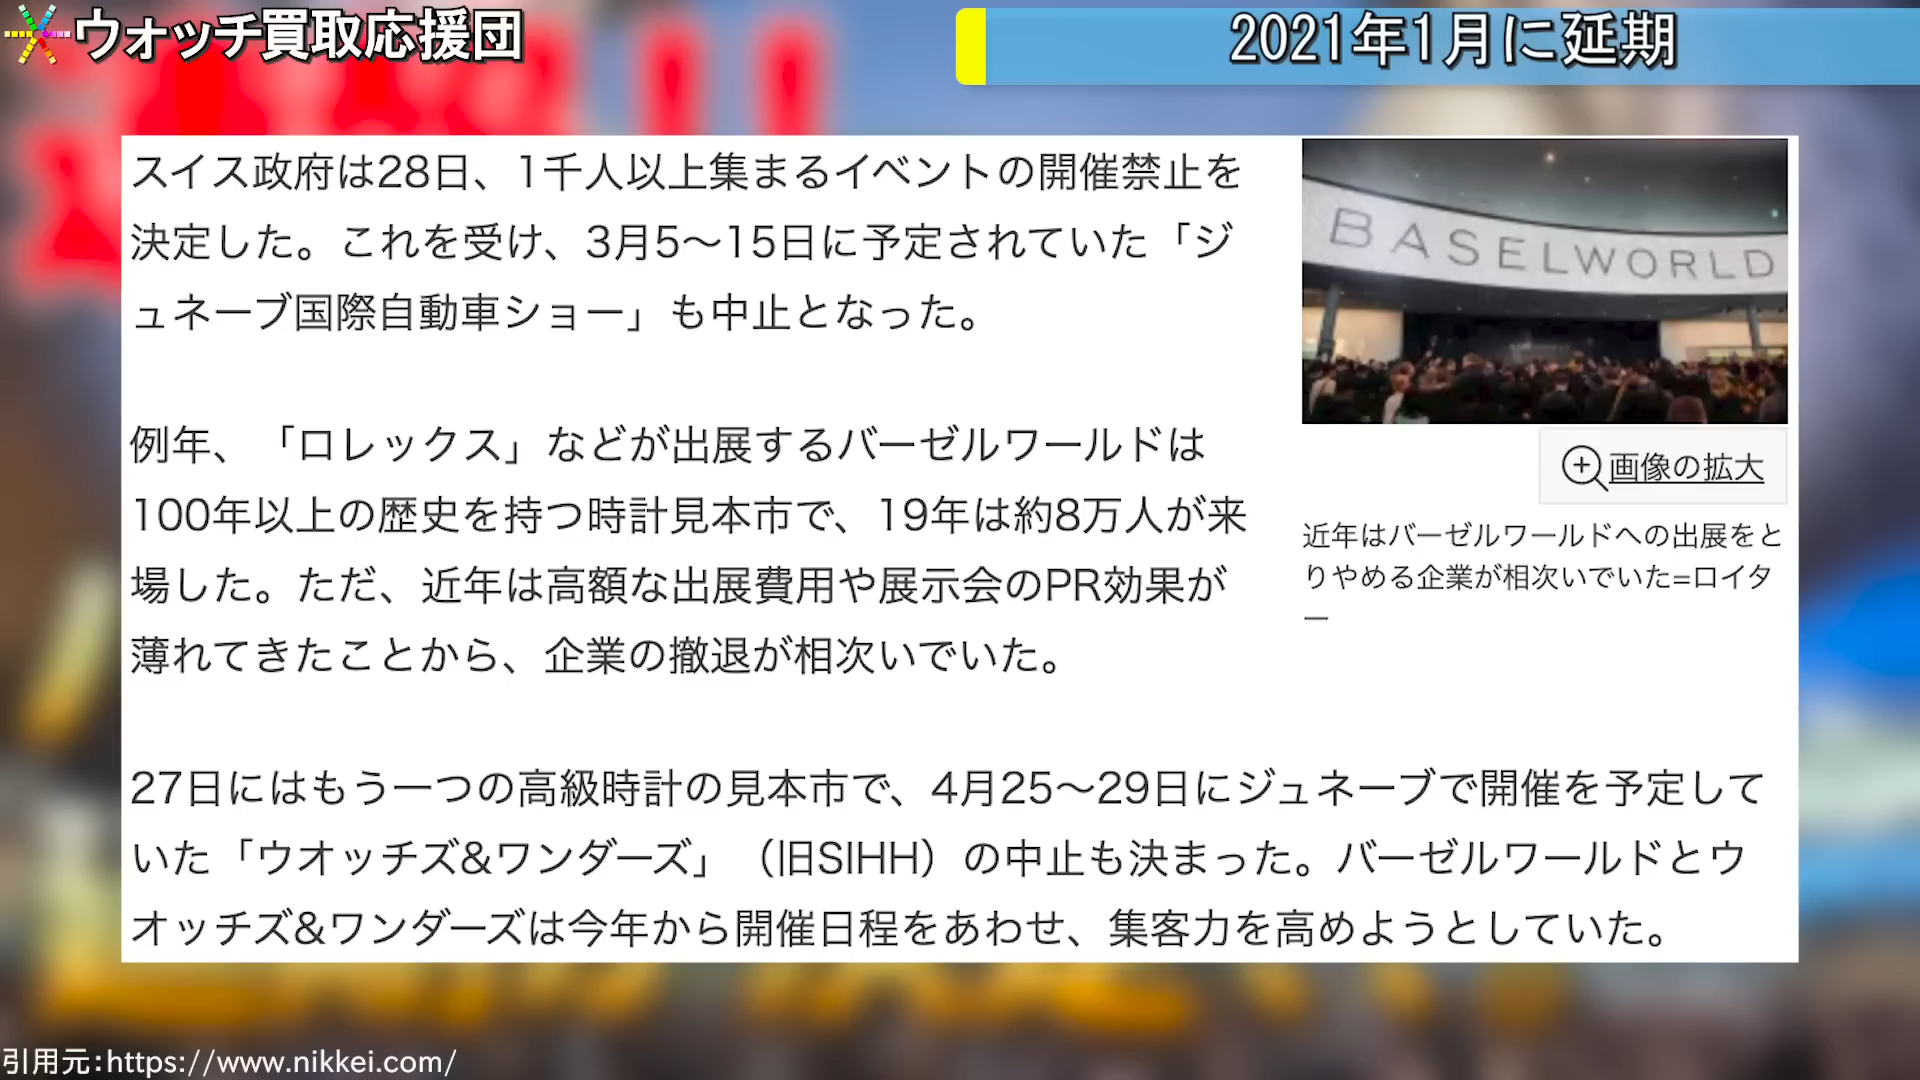 ウォッチ買取応援団
2021年1月に延期
スイス政府は28日、1千人以上集まるイベントの開催禁止を
決定した。これを受け、3月5〜15日に予定されていた「ジ
ュネーブ国際自動車ショー」も中止となった。
例年、「ロレックス」などが出展するバーゼルワールドは
100年以上の歴史を持つ時計見本市で、19年は約8万人が来
場した。ただ、近年は高額な出展費用や展示会のPR効果が
薄れてきたことから、企業の撤退が相次いでいた。
27日にはもう一つの高級時計の見本市で、4月25〜29日にジュネーブで開催を予定して
いた「ウオッチズ&ワンダーズ」（旧SIHH）の中止も決まった。バーゼルワールドとウ
オッチズ&ワンダーズは今年から開催日程をあわせ、集客力を高めようとしていた。
BASELWORLD
画像の拡大
近年はバーゼルワールドへの出展をと
りやめる企業が相次いでいた=ロイタ
ー
引用元:https://www.nikkei.com/